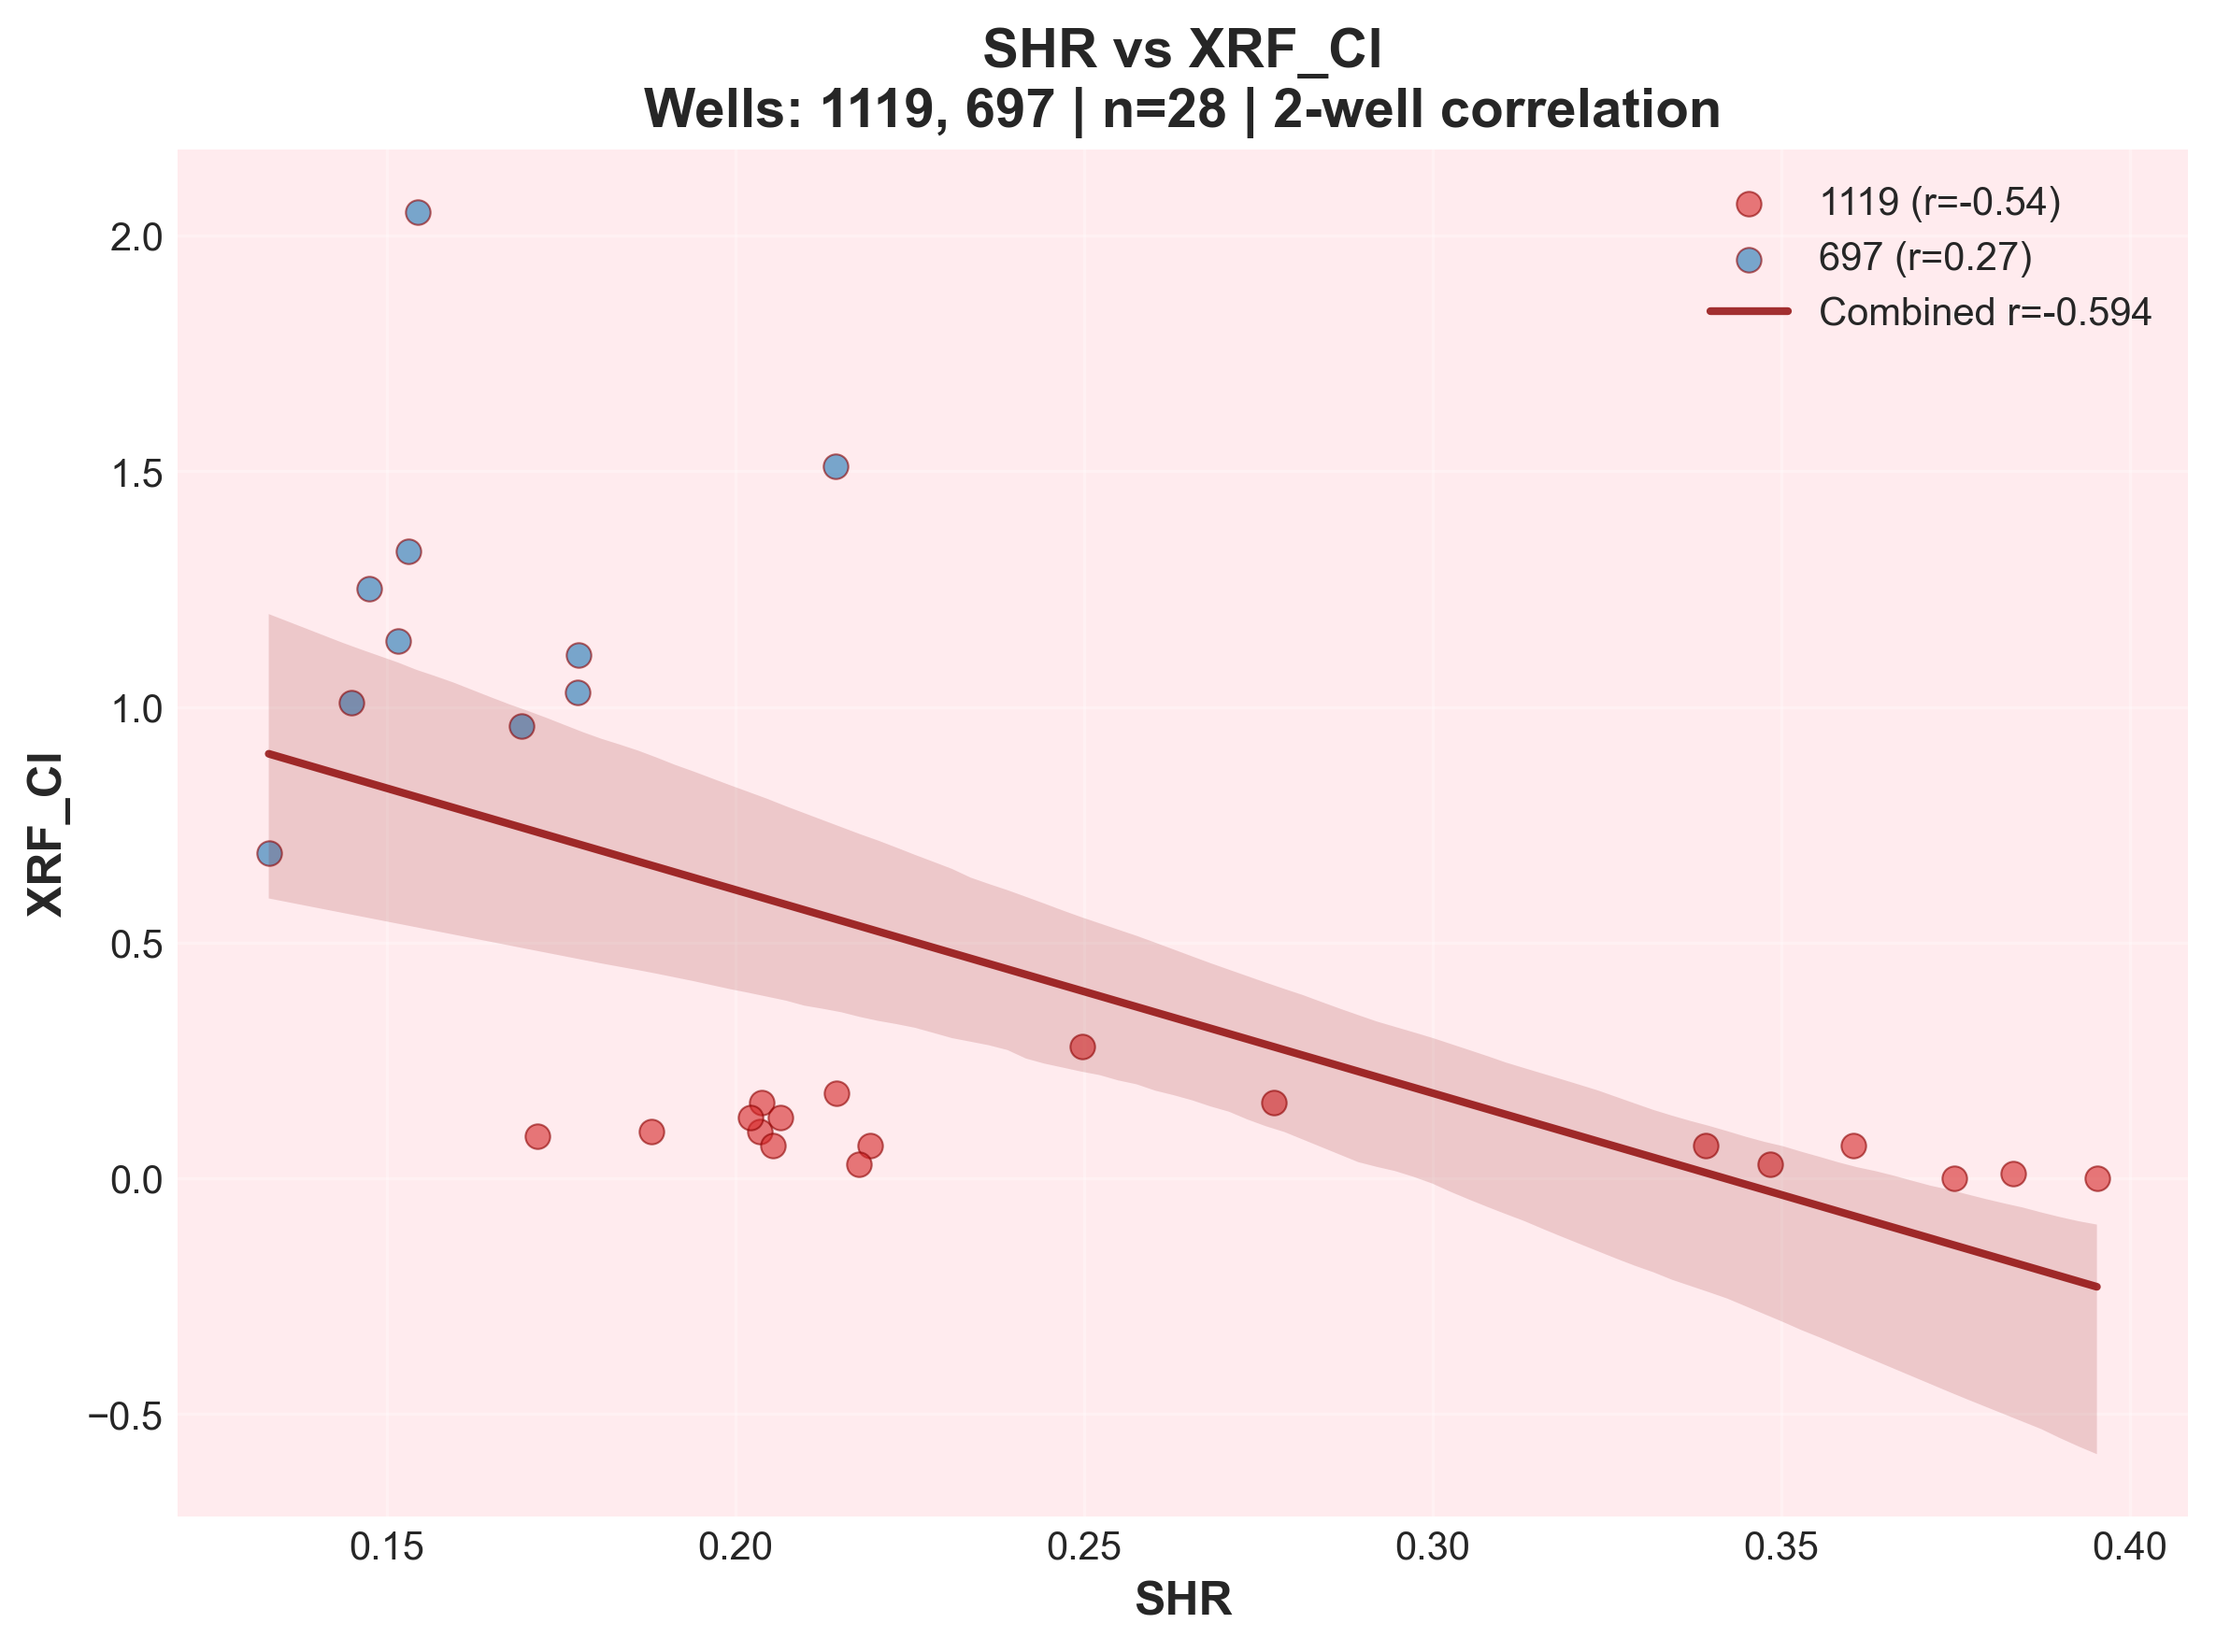 SHR vs XRF_Cl
Wells: 1119, 697 | n=28 | 2-well correlation
1119 (r=-0.54)
697 (r=0.27)
Combined r=-0.594
XRF_Cl
2.0
1.5
1.0
0.5
0.0
−0.5
0.15
0.20
0.25
0.30
0.35
0.40
SHR